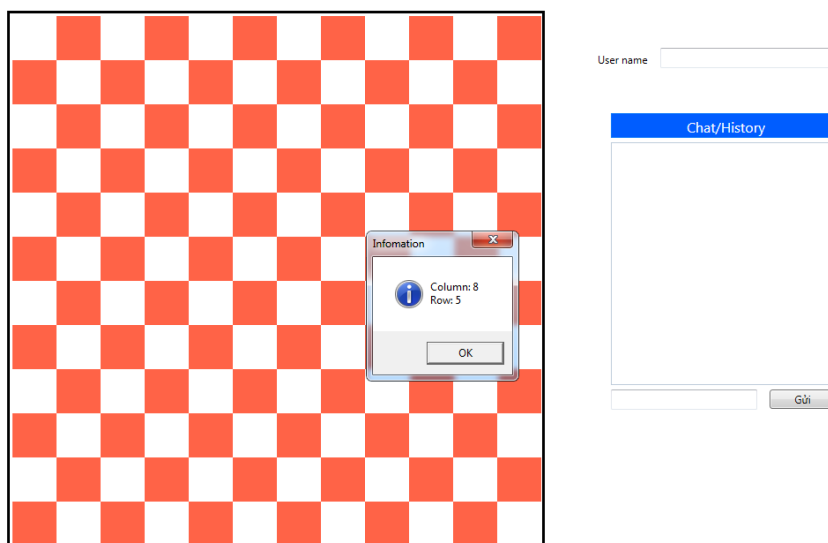 User name
Chat/History
Infomation
Column: 8
Row: 5
OK
Gửi